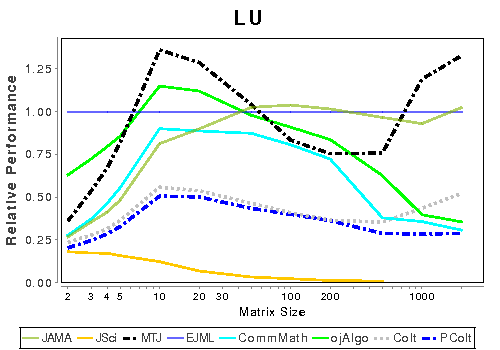 LU
Relative Performance
1.25
1.00
0.75
0.50
0.25
0.00
2 3 4 5 10 20 30 100 200 1000
Matrix Size
JAMA JSci MTJ EJML CommMath ojAlgo Colt PColt